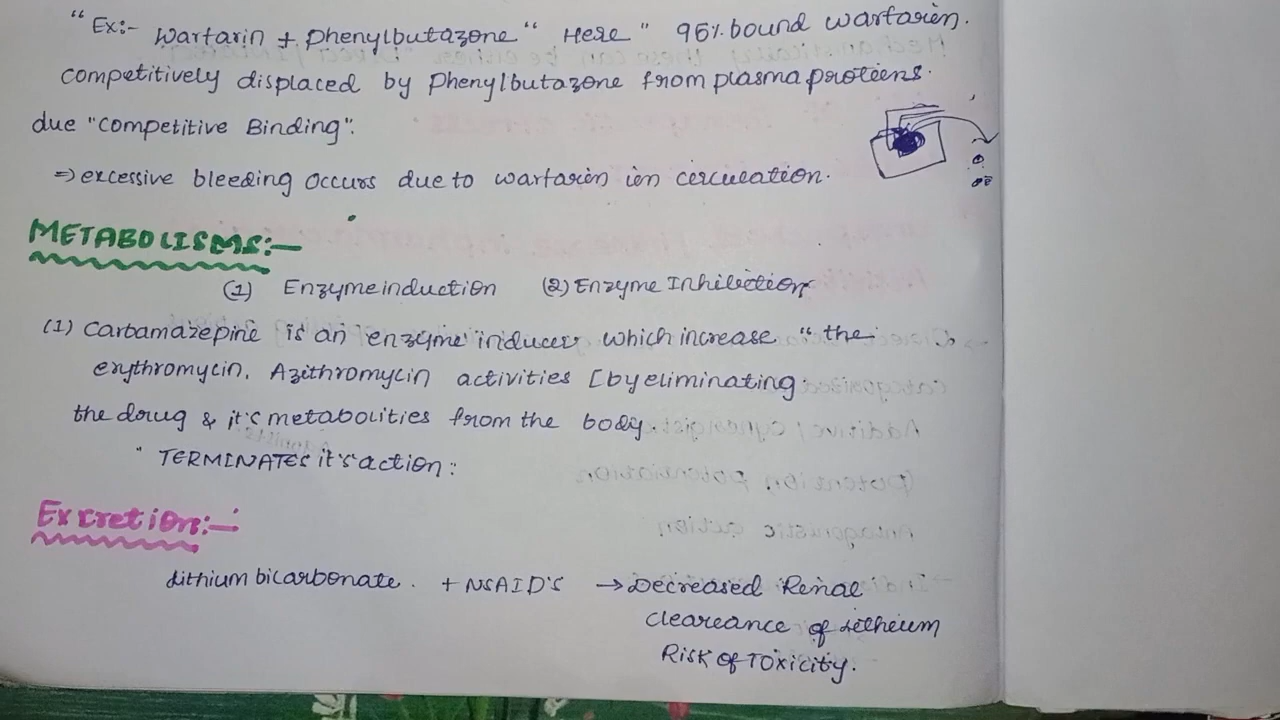 "Ex:- Warfarin + Phenylbutazone " Here " 96% bound warfarin.
competitively displaced by Phenylbutazone from plasma proteins.
due "Competitive Binding".
⇒ excessive bleeding occurs due to warfarin in circulation.
METABOLISMS:-
(1) Enzyme induction (2) Enzyme Inhibition
(1) Carbamazepine is an enzyme inducer which increase " the
erythromycin, Azithromycin activities [by eliminating
the drug & it's metabolities from the body.
" TERMINATES it's action:
Excretion:-
Lithium bicarbonate. + NSAID'S → Decreased Renal
Clearance of Lithium
Risk of Toxicity.